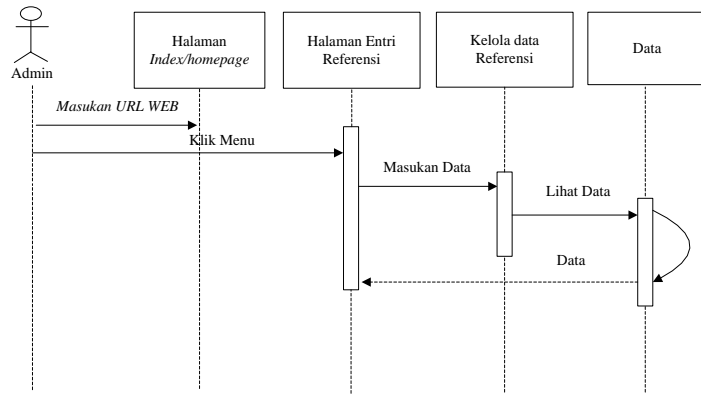 Admin
Halaman
Index/homepage
Halaman Entri
Referensi
Kelola data
Referensi
Data
Masukan URL WEB
Klik Menu
Masukan Data
Lihat Data
Data